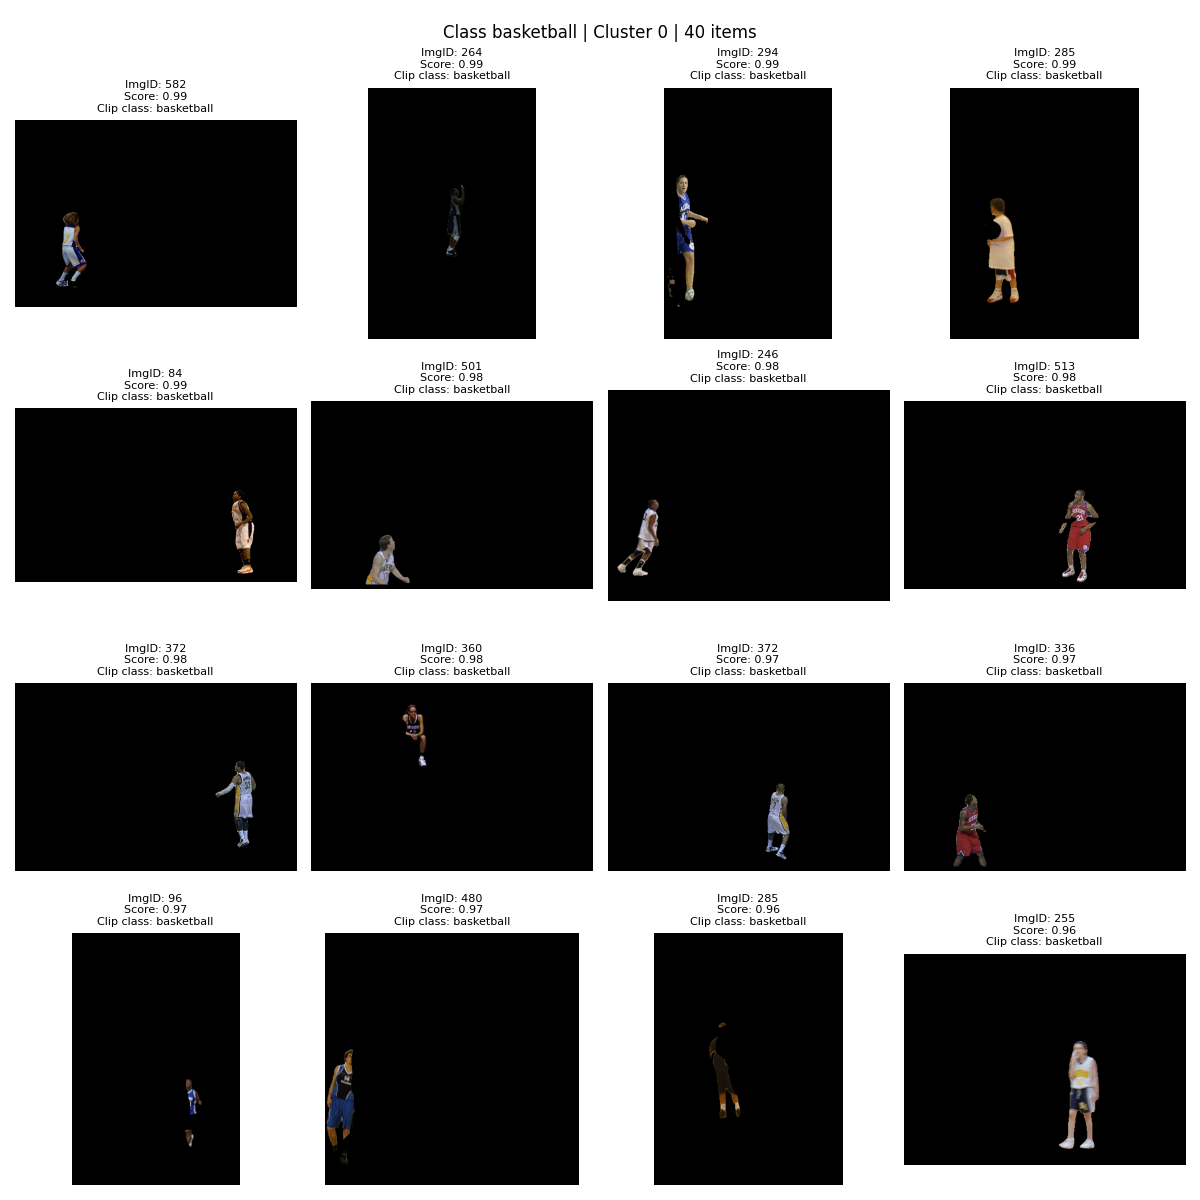 Class basketball | Cluster 0 | 40 items
ImgID: 582
Score: 0.99
Clip class: basketball
ImgID: 264
Score: 0.99
Clip class: basketball
ImgID: 294
Score: 0.99
Clip class: basketball
ImgID: 285
Score: 0.99
Clip class: basketball
ImgID: 84
Score: 0.99
Clip class: basketball
ImgID: 501
Score: 0.98
Clip class: basketball
ImgID: 246
Score: 0.98
Clip class: basketball
ImgID: 513
Score: 0.98
Clip class: basketball
ImgID: 372
Score: 0.98
Clip class: basketball
ImgID: 360
Score: 0.98
Clip class: basketball
ImgID: 372
Score: 0.97
Clip class: basketball
ImgID: 336
Score: 0.97
Clip class: basketball
ImgID: 96
Score: 0.97
Clip class: basketball
ImgID: 480
Score: 0.97
Clip class: basketball
ImgID: 285
Score: 0.96
Clip class: basketball
ImgID: 255
Score: 0.96
Clip class: basketball